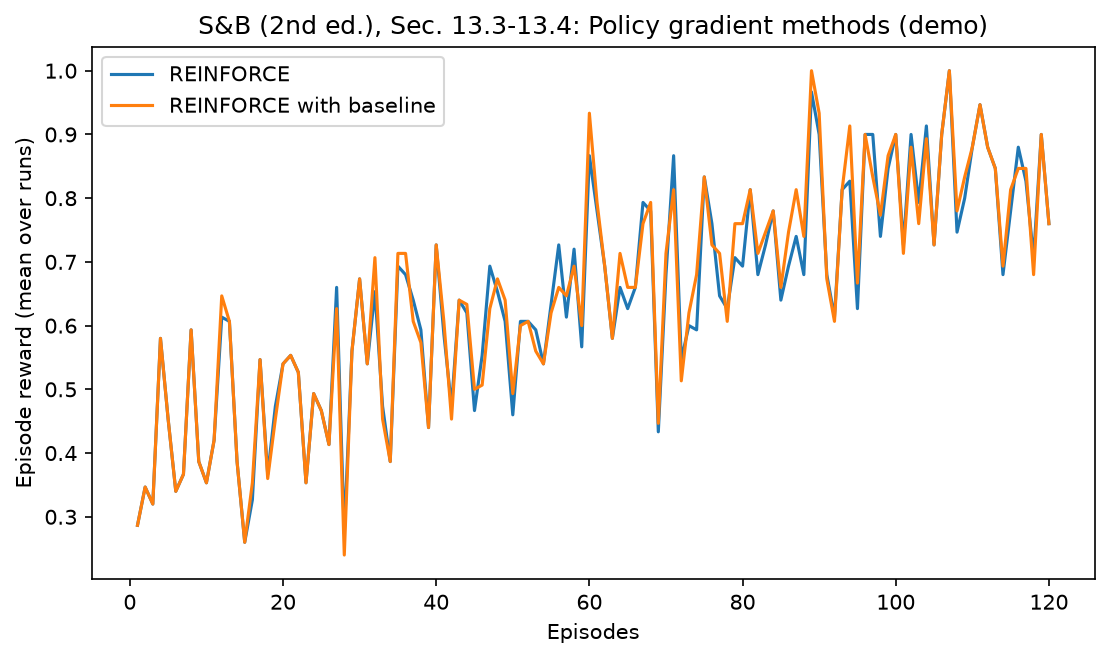 S&B (2nd ed.), Sec. 13.3-13.4: Policy gradient methods (demo)
REINFORCE
REINFORCE with baseline
Episode reward (mean over runs)
1.0
0.9
0.8
0.7
0.6
0.5
0.4
0.3
0 20 40 60 80 100 120
Episodes